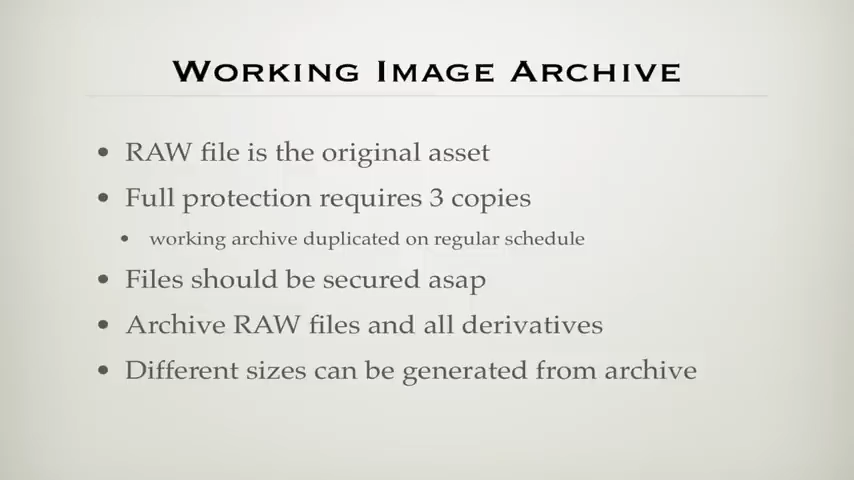 Working Image Archive
• RAW file is the original asset
• Full protection requires 3 copies
• working archive duplicated on regular schedule
• Files should be secured asap
• Archive RAW files and all derivatives
• Different sizes can be generated from archive